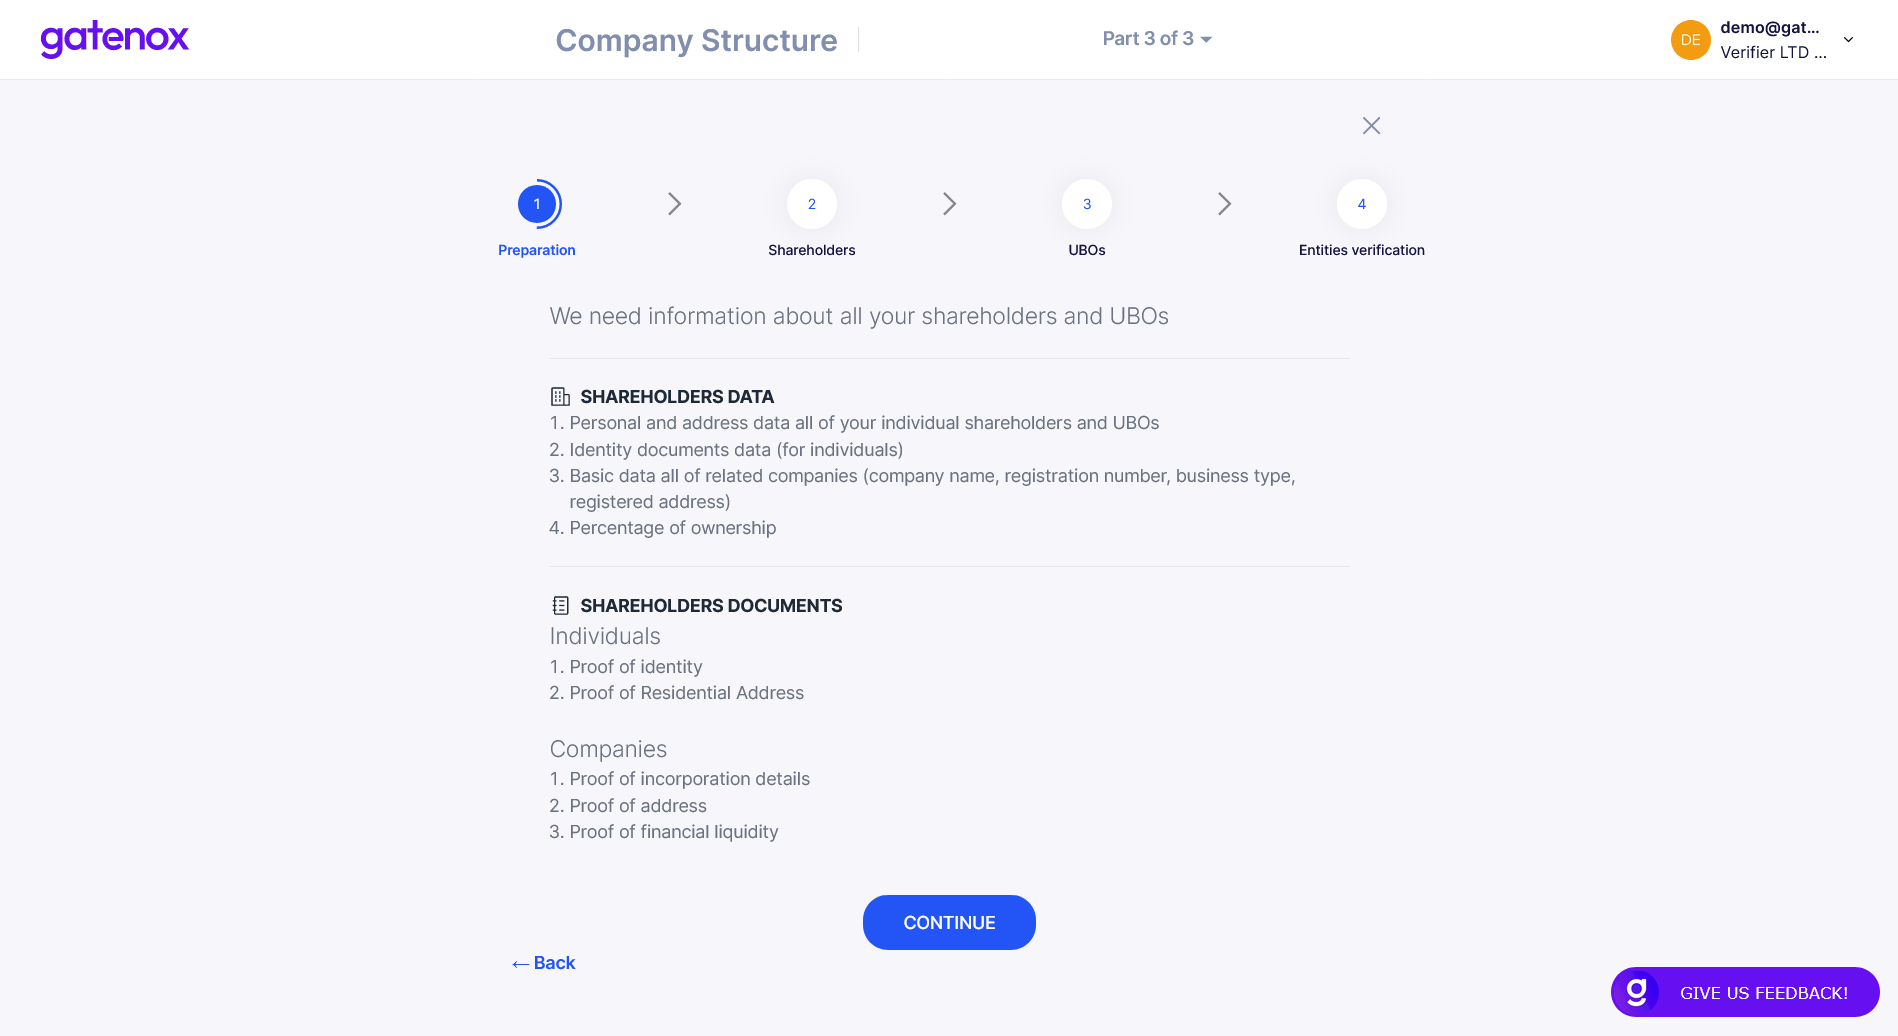 gatenox
Company Structure
Part 3 of 3
DE
demo@gat...
Verifier LTD ...
1
2
3
4
Preparation
Shareholders
UBOs
Entities verification
We need information about all your shareholders and UBOs
SHAREHOLDERS DATA
1. Personal and address data all of your individual shareholders and UBOs
2. Identity documents data (for individuals)
3. Basic data all of related companies (company name, registration number, business type,
registered address)
4. Percentage of ownership
SHAREHOLDERS DOCUMENTS
Individuals
1. Proof of identity
2. Proof of Residential Address
Companies
1. Proof of incorporation details
2. Proof of address
3. Proof of financial liquidity
CONTINUE
← Back
g GIVE US FEEDBACK!